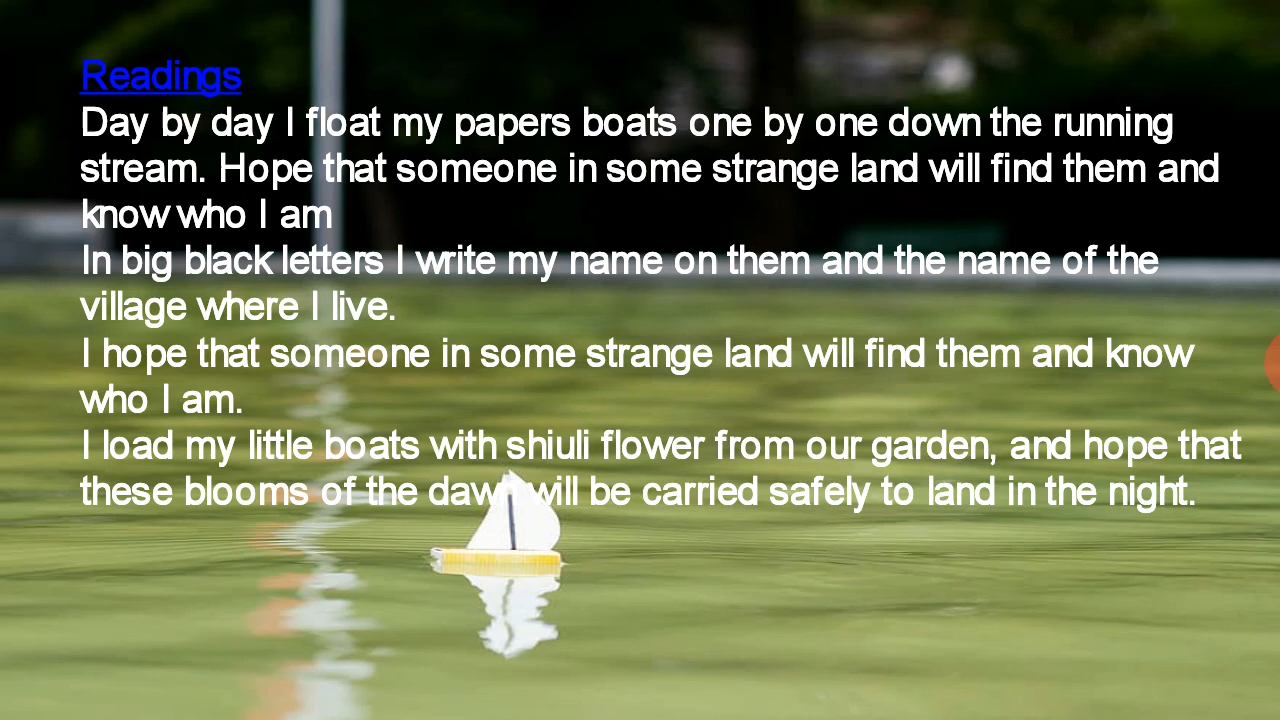 Readings
Day by day I float my papers boats one by one down the running
stream. Hope that someone in some strange land will find them and
know who I am
In big black letters I write my name on them and the name of the
village where I live.
I hope that someone in some strange land will find them and know
who I am.
I load my little boats with shiuli flower from our garden, and hope that
these blooms of the dawn will be carried safely to land in the night.